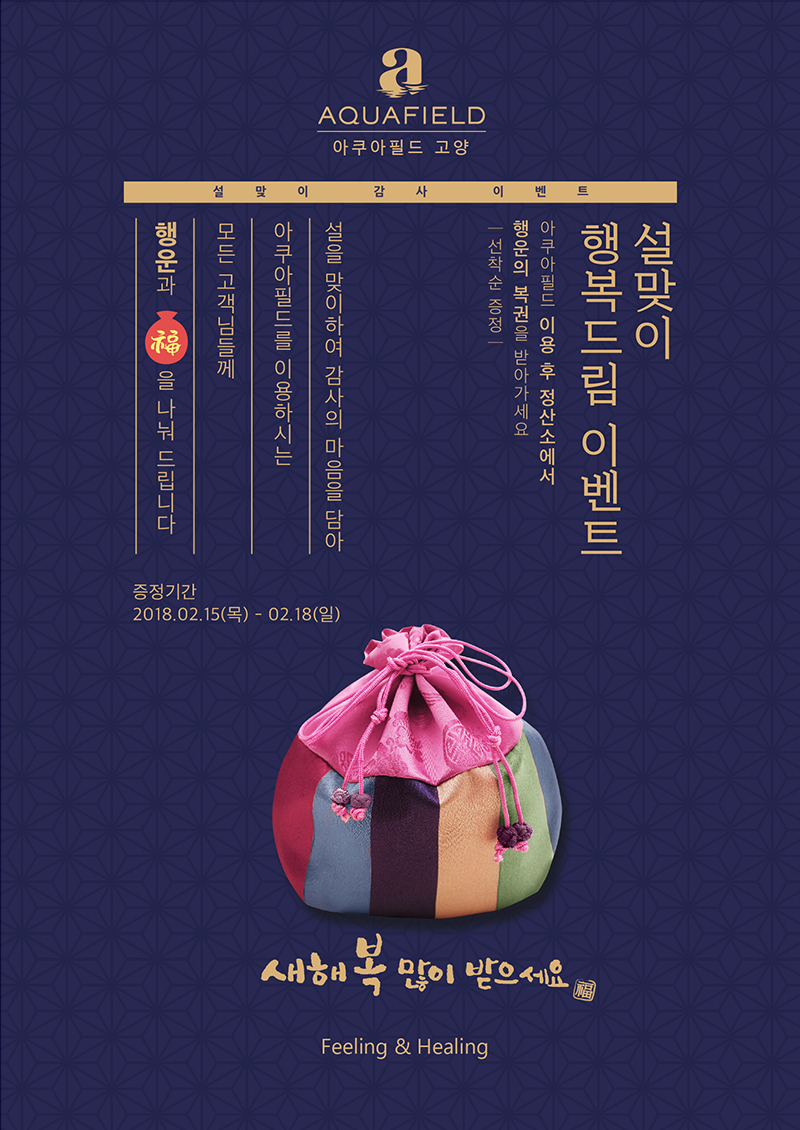 a
AQUAFIELD
아쿠아필드 고양
설맞이 감사 이벤트
설맞이
행복드림 이벤트
아쿠아필드 이용 후 정산소에서
행운의 복권을 받아가세요
— 선착순 증정 —
설을 맞이하여 감사의 마음을 담아
아쿠아필드를 이용하시는
모든 고객님들께
행운과 福을 나눠 드립니다
증정기간
2018.02.15(목) - 02.18(일)
새해 복 많이 받으세요 福
Feeling & Healing